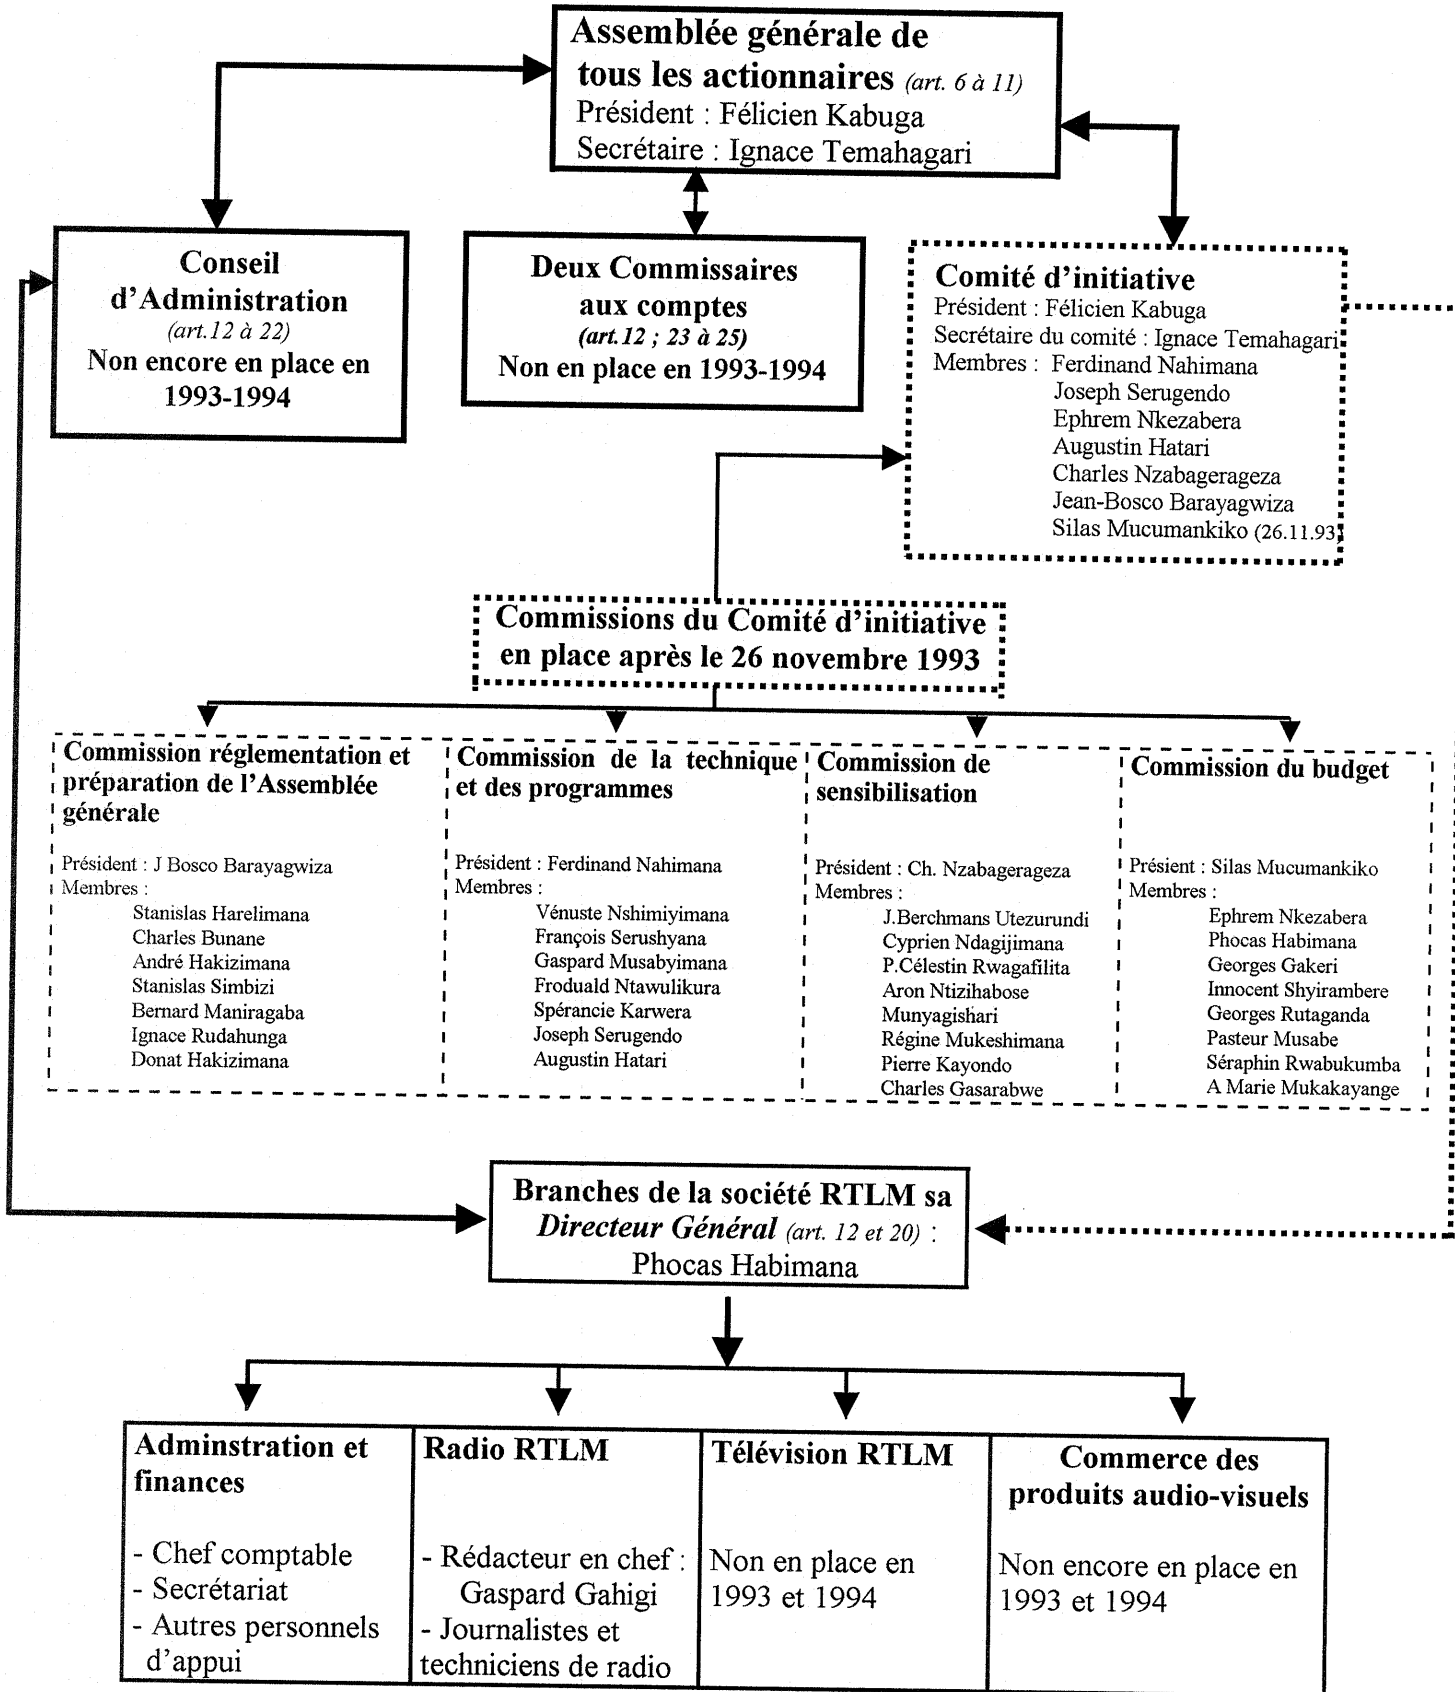 Assemblée générale de
tous les actionnaires (art. 6 à 11)
Président : Félicien Kabuga
Secrétaire : Ignace Temahagari
Conseil
d’Administration
(art.12 à 22)
Non encore en place en
1993-1994
Deux Commissaires
aux comptes
(art.12 ; 23 à 25)
Non en place en 1993-1994
Comité d’initiative
Président : Félicien Kabuga
Secrétaire du comité : Ignace Temahagari
Membres : Ferdinand Nahimana
Joseph Serugendo
Ephrem Nkezabera
Augustin Hatari
Charles Nzabagerageza
Jean-Bosco Barayagwiza
Silas Mucumankiko (26.11.93)
Commissions du Comité d’initiative
en place après le 26 novembre 1993
Commission réglementation et
préparation de l’Assemblée
générale
Président : J Bosco Barayagwiza
Membres :
Stanislas Harelimana
Charles Bunane
André Hakizimana
Stanislas Simbizi
Bernard Maniragaba
Ignace Rudahunga
Donat Hakizimana
Commission de la technique
et des programmes
Président : Ferdinand Nahimana
Membres :
Vénuste Nshimiyimana
François Serushyana
Gaspard Musabyimana
Froduald Ntawulikura
Spérancie Karwera
Joseph Serugendo
Augustin Hatari
Commission de
sensibilisation
Président : Ch. Nzabagerageza
Membres :
J.Berchmans Utezurundi
Cyprien Ndagijimana
P.Célestin Rwagafilita
Aron Ntizihabose
Munyagishari
Régine Mukeshimana
Pierre Kayondo
Charles Gasarabwe
Commission du budget
Présient : Silas Mucumankiko
Membres :
Ephrem Nkezabera
Phocas Habimana
Georges Gakeri
Innocent Shyirambere
Georges Rutaganda
Pasteur Musabe
Séraphin Rwabukumba
A Marie Mukakayange
Branches de la société RTLM sa
Directeur Général (art. 12 et 20) :
Phocas Habimana
Adminstration et
finances
- Chef comptable
- Secrétariat
- Autres personnels
d’appui
Radio RTLM
- Rédacteur en chef :
Gaspard Gahigi
- Journalistes et
techniciens de radio
Télévision RTLM
Non en place en
1993 et 1994
Commerce des
produits audio-visuels
Non encore en place en
1993 et 1994